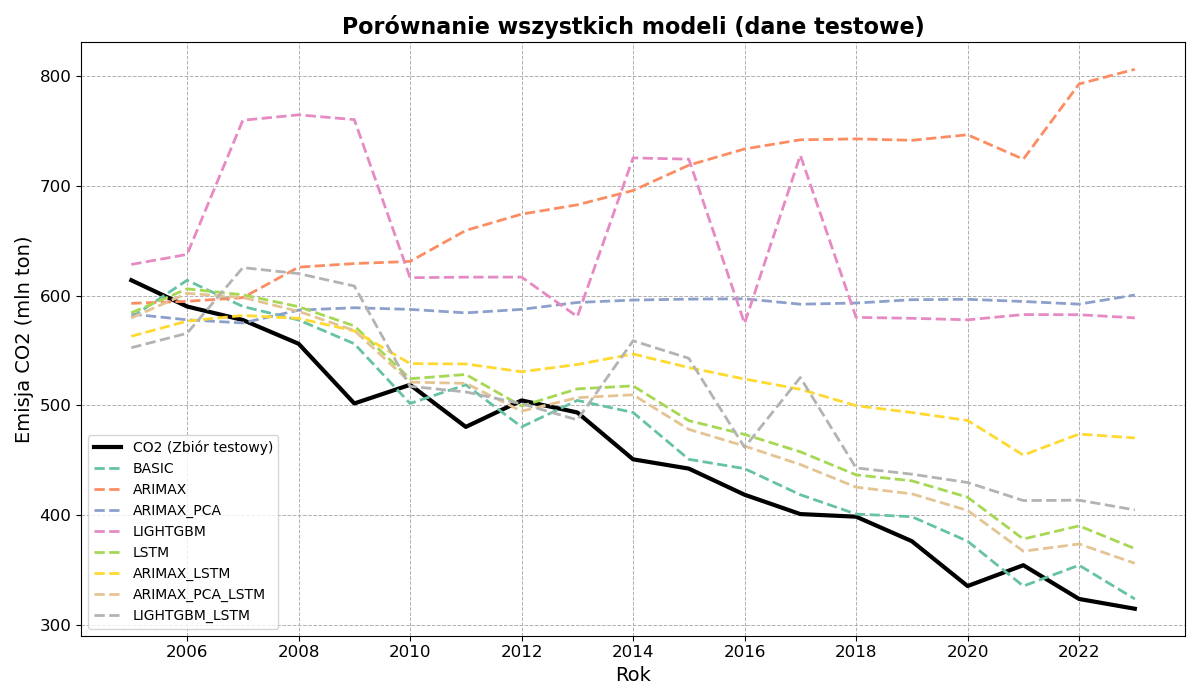 Porównanie wszystkich modeli (dane testowe)
Emisja CO2 (mln ton)
800
700
600
500
400
300
CO2 (Zbiór testowy)
BASIC
ARIMAX
ARIMAX_PCA
LIGHTGBM
LSTM
ARIMAX_LSTM
ARIMAX_PCA_LSTM
LIGHTGBM_LSTM
2006 2008 2010 2012 2014 2016 2018 2020 2022
Rok